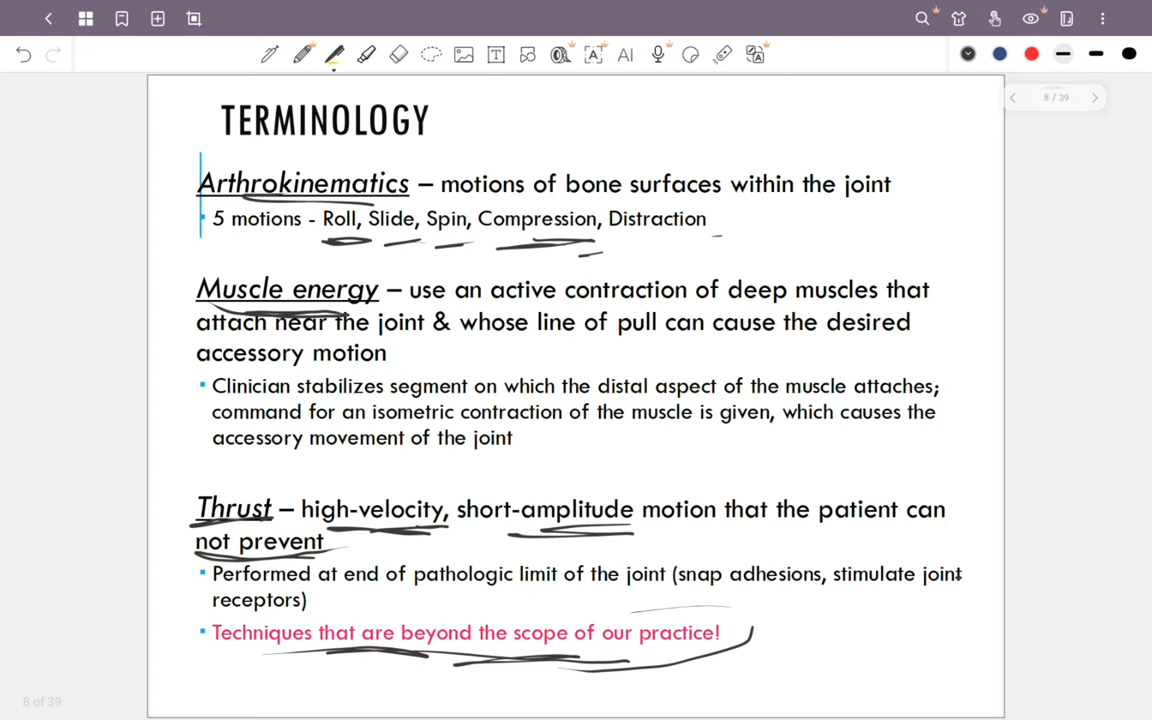 8 / 39
TERMINOLOGY
Arthrokinematics – motions of bone surfaces within the joint
▪ 5 motions - Roll, Slide, Spin, Compression, Distraction
Muscle energy – use an active contraction of deep muscles that
attach near the joint & whose line of pull can cause the desired
accessory motion
▪ Clinician stabilizes segment on which the distal aspect of the muscle attaches;
command for an isometric contraction of the muscle is given, which causes the
accessory movement of the joint
Thrust – high-velocity, short-amplitude motion that the patient can
not prevent
▪ Performed at end of pathologic limit of the joint (snap adhesions, stimulate joint
receptors)
▪ Techniques that are beyond the scope of our practice!
8 of 39